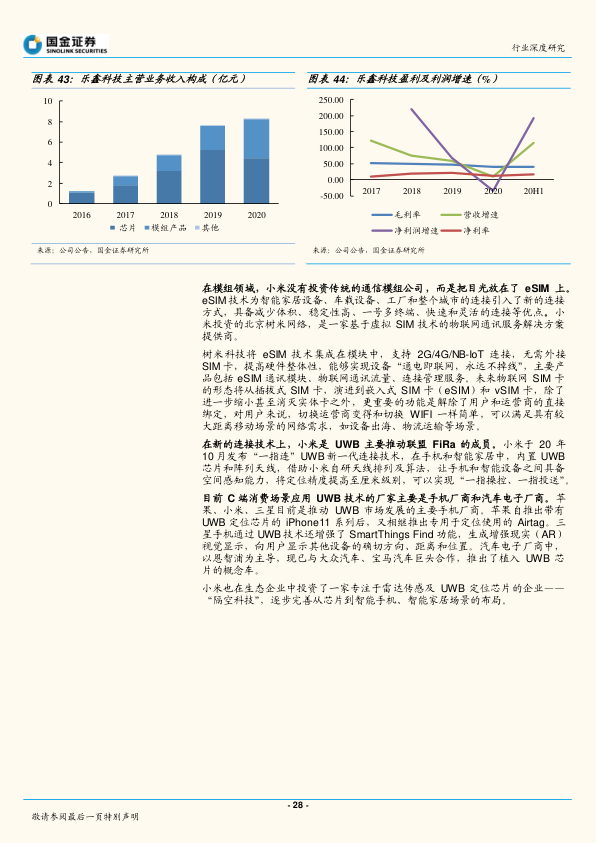 国金证券
SINOLINK SECURITIES
行业深度研究
图表 43：乐鑫科技主营业务收入构成（亿元）
10
8
6
4
2
0
2016 2017 2018 2019 2020
芯片 模组产品 其他
来源：公司公告，国金证券研究所
图表 44：乐鑫科技盈利及利润增速（%）
250.00
200.00
150.00
100.00
50.00
0.00
-50.00
2017 2018 2019 2020 20H1
毛利率 营收增速
净利润增速 净利率
来源：公司公告，国金证券研究所
在模组领域，小米没有投资传统的通信模组公司，而是把目光放在了 eSIM 上。
eSIM 技术为智能家居设备、车载设备、工厂和整个城市的连接引入了新的连接
方式，具备减少体积、稳定性高、一号多终端、快速和灵活的连接等优点。小
米投资的北京树米网络，是一家基于虚拟 SIM 技术的物联网通讯服务解决方案
提供商。
树米科技将 eSIM 技术集成在模块中，支持 2G/4G/NB-IoT 连接，无需外接
SIM 卡，提高硬件整体性，能够实现设备“通电即联网，永远不掉线”，主要产
品包括 eSIM 通讯模块、物联网通讯流量、连接管理服务。未来物联网 SIM 卡
的形态将从插拔式 SIM 卡，演进到嵌入式 SIM 卡（eSIM）和 vSIM 卡，除了
进一步缩小甚至消灭实体卡之外，更重要的功能是解除了用户和运营商的直接
绑定，对用户来说，切换运营商变得和切换 WIFI 一样简单，可以满足具有较
大距离移动场景的网络需求，如设备出海、物流运输等场景。
在新的连接技术上，小米是 UWB 主要推动联盟 FiRa 的成员。小米于 20 年
10 月发布“一指连”UWB 新一代连接技术，在手机和智能家居中，内置 UWB
芯片和阵列天线，借助小米自研天线排列及算法，让手机和智能设备之间具备
空间感知能力，将定位精度提高至厘米级别，可以实现“一指操控、一指投送”。
目前 C 端消费场景应用 UWB 技术的厂家主要是手机厂商和汽车电子厂商。苹
果、小米、三星目前是推动 UWB 市场发展的主要手机厂商。苹果自推出带有
UWB 定位芯片的 iPhone11 系列后，又相继推出专用于定位使用的 Airtag。三
星手机通过 UWB 技术还增强了 SmartThings Find 功能，生成增强现实（AR）
视觉显示，向用户显示其他设备的确切方向、距离和位置。汽车电子厂商中，
以恩智浦为主导，现已与大众汽车、宝马汽车巨头合作，推出了植入 UWB 芯
片的概念车。
小米也在生态企业中投资了一家专注于雷达传感及 UWB 定位芯片的企业——
“隔空科技”，逐步完善从芯片到智能手机、智能家居场景的布局。
- 28 -
敬请参阅最后一页特别声明